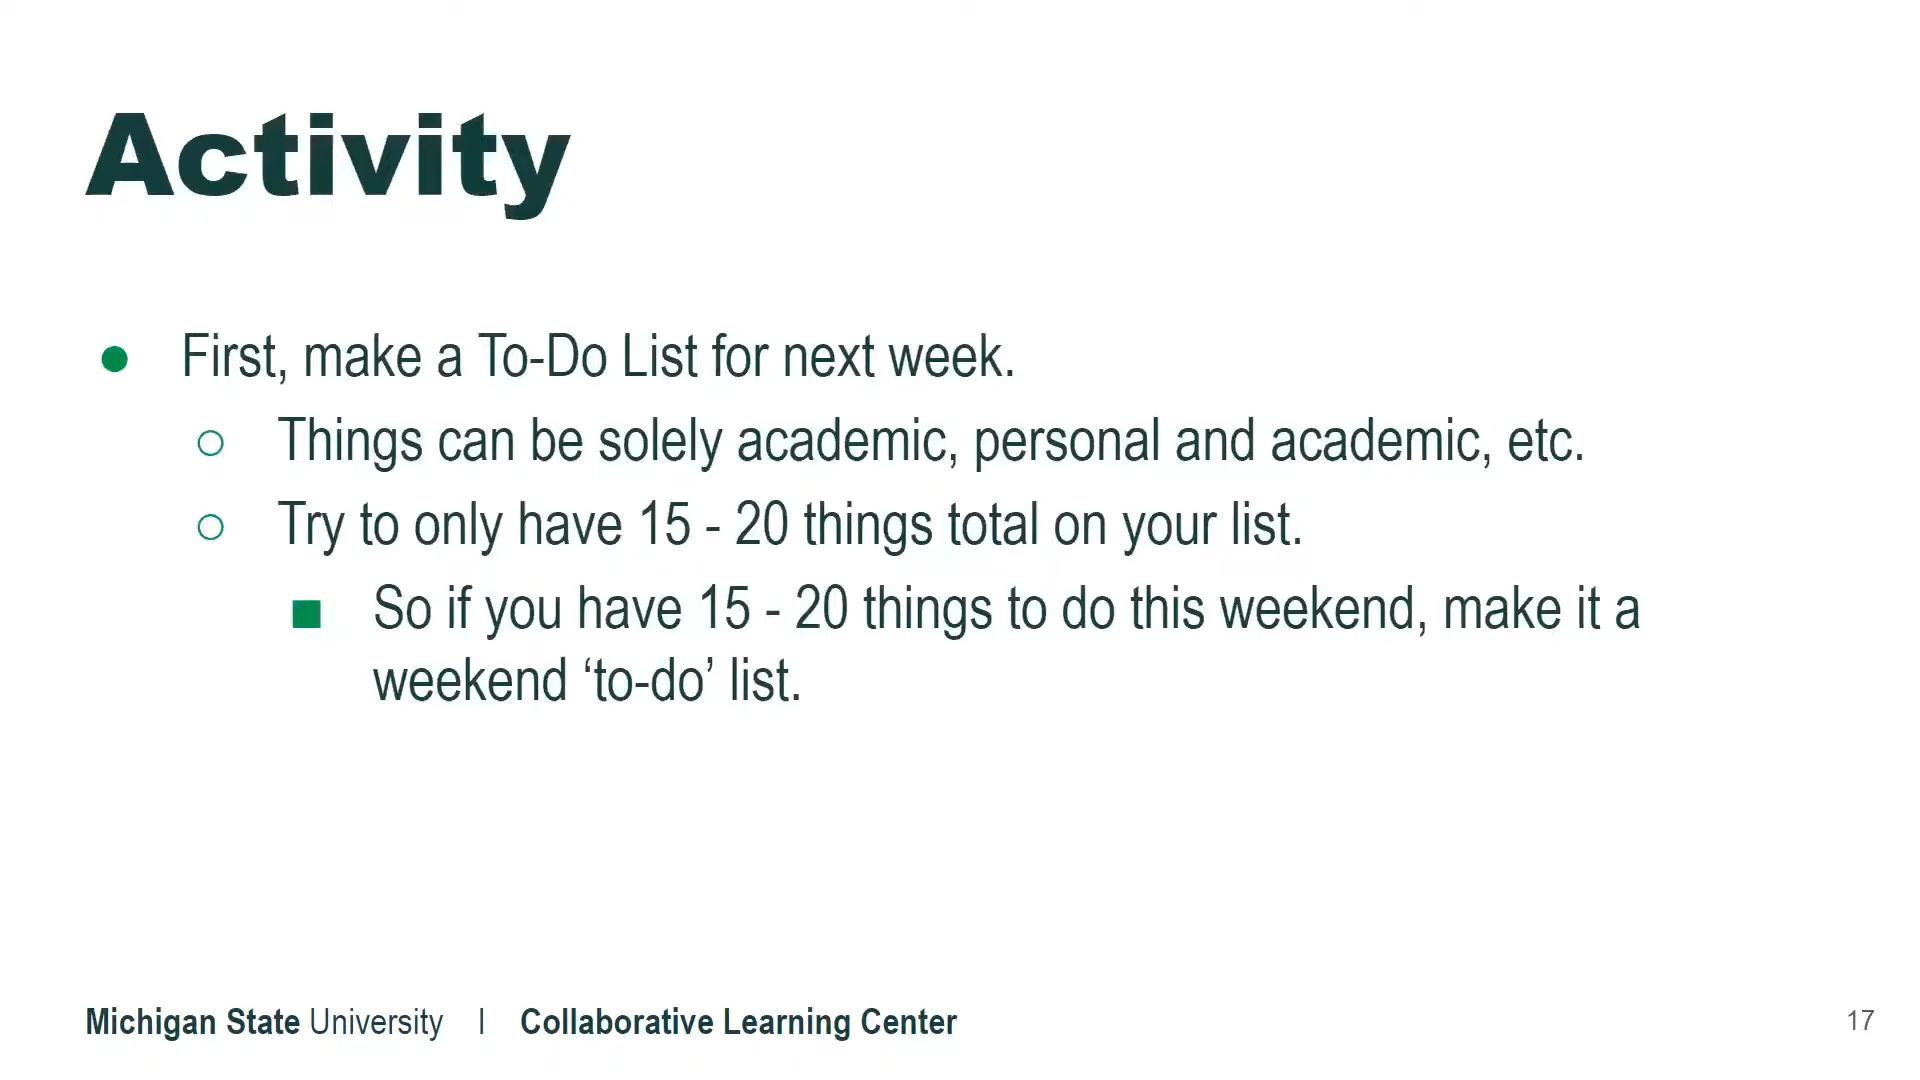 Activity
● First, make a To-Do List for next week.
○ Things can be solely academic, personal and academic, etc.
○ Try to only have 15 - 20 things total on your list.
■ So if you have 15 - 20 things to do this weekend, make it a
weekend ‘to-do’ list.
Michigan State University | Collaborative Learning Center
17